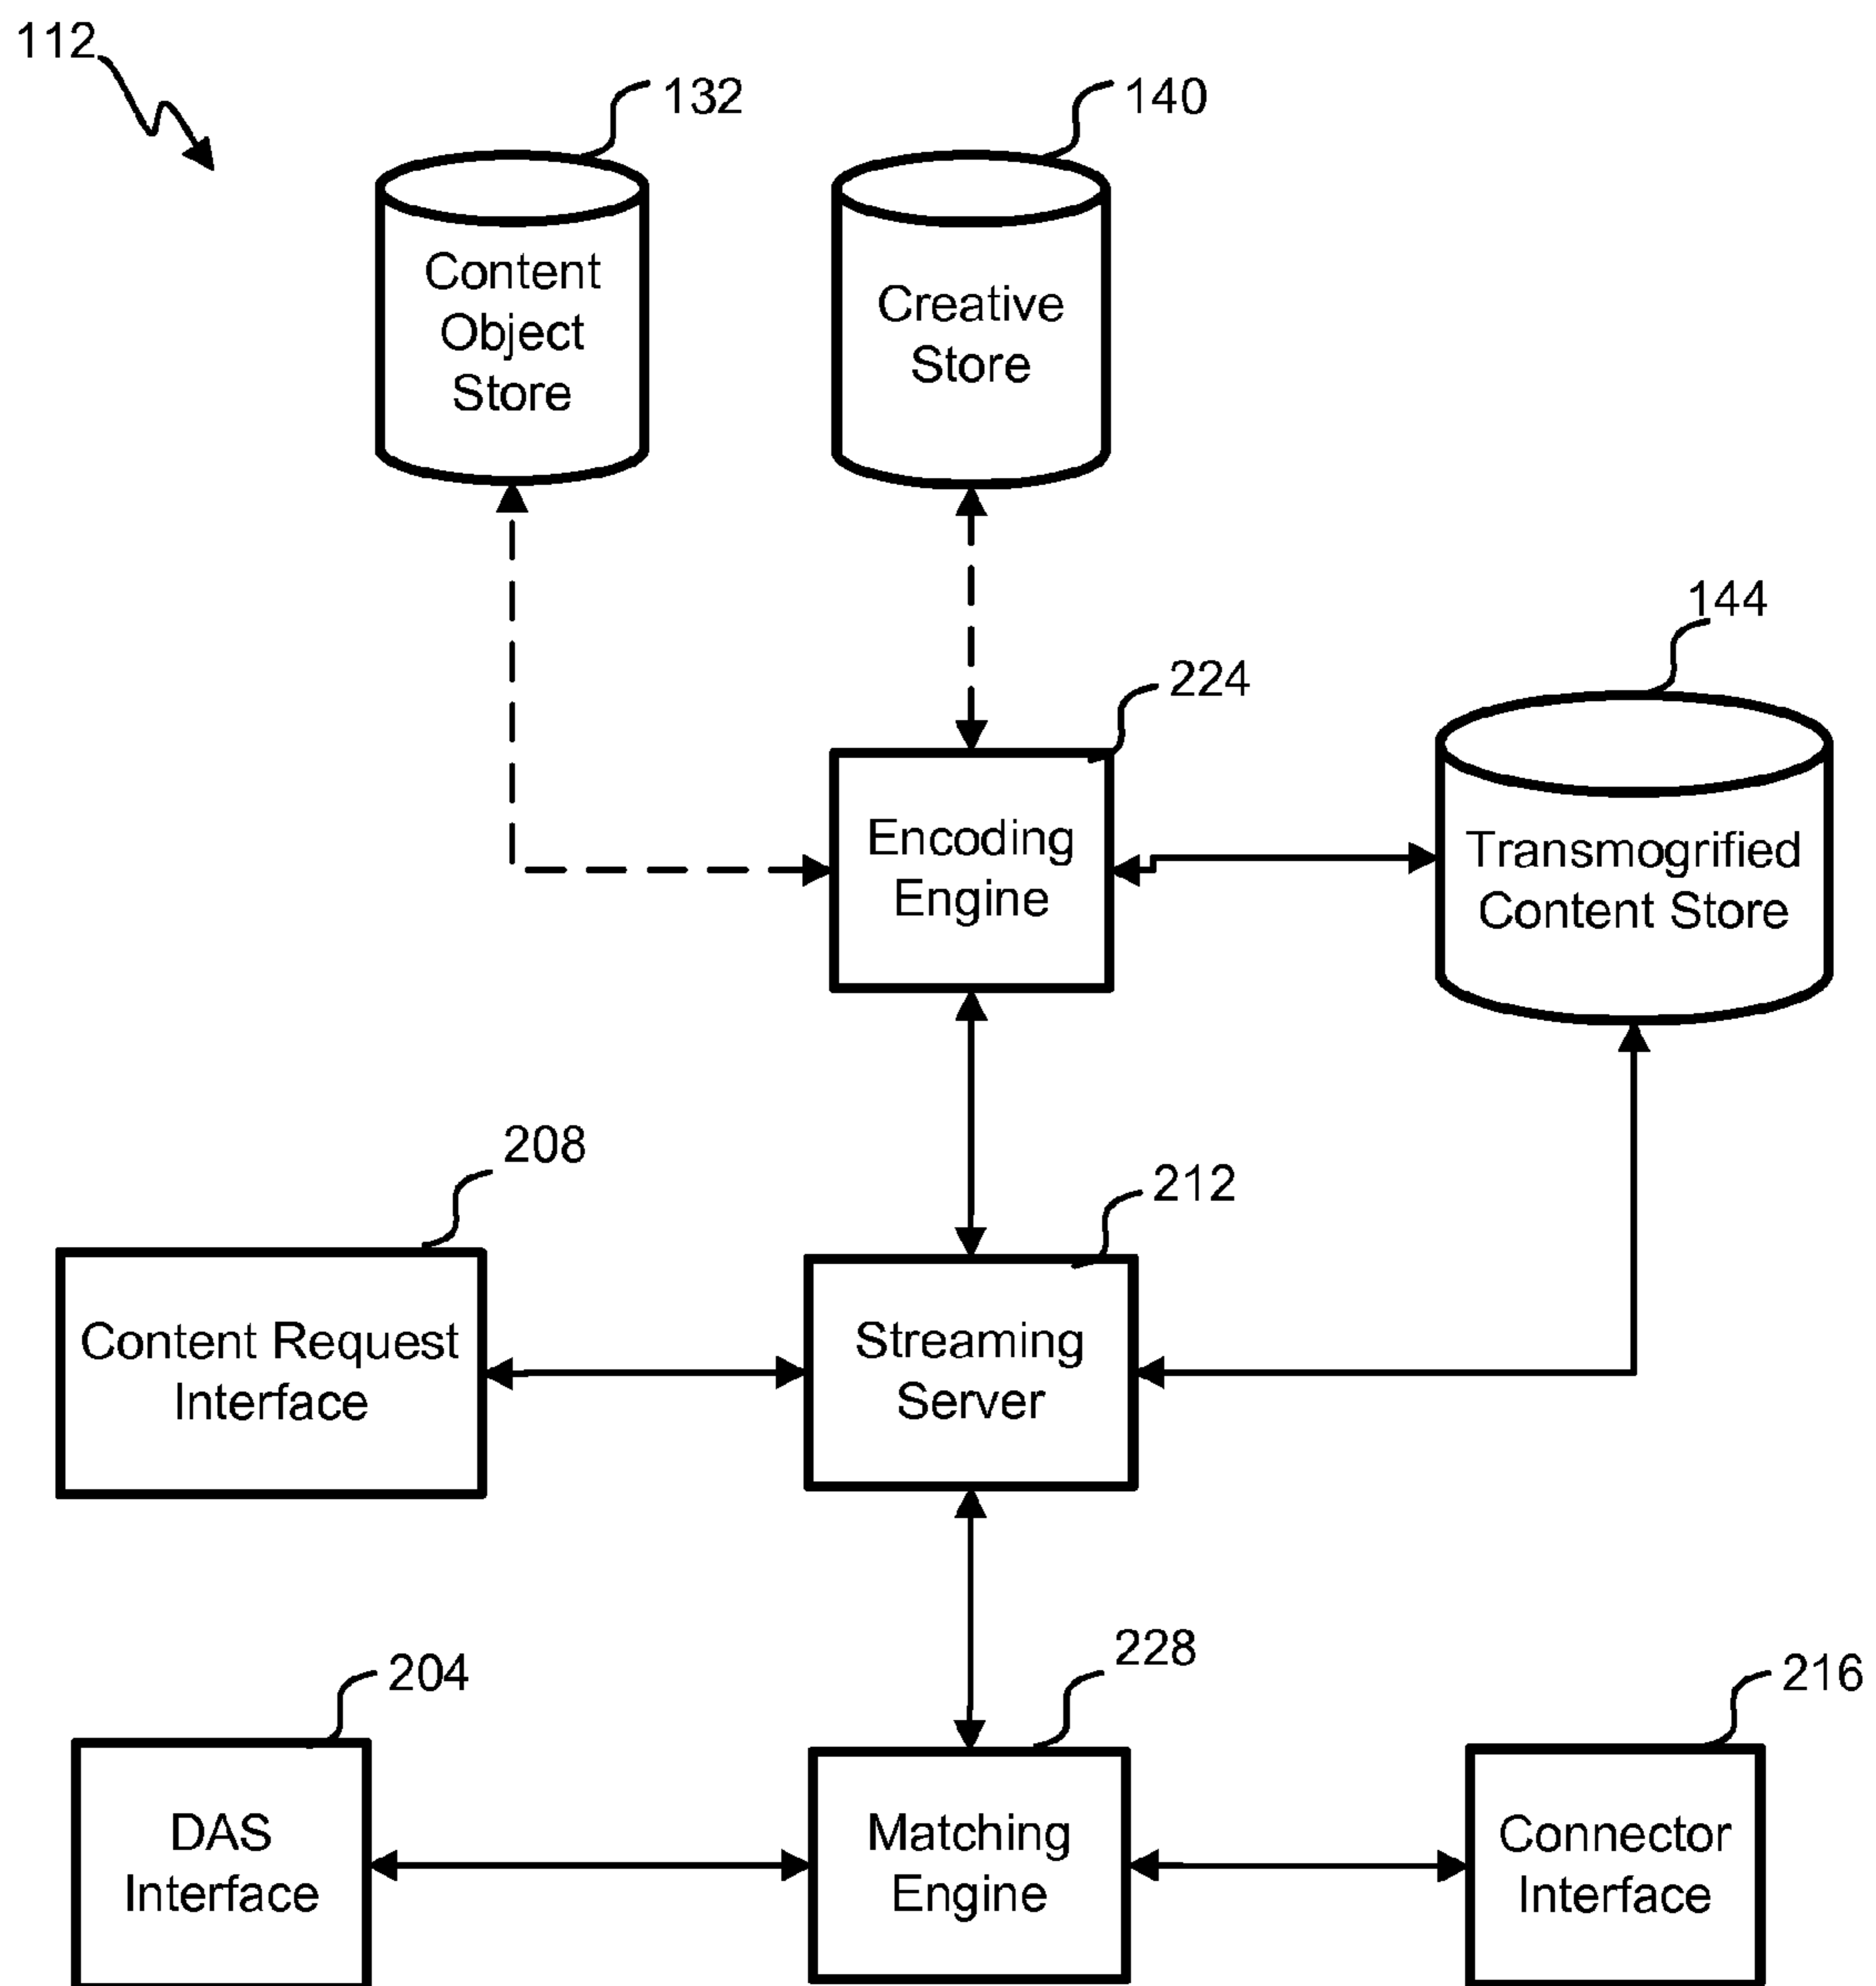 112
132
140
Content
Object
Store
Creative
Store
144
224
Encoding
Engine
Transmogrified
Content Store
208
212
Content Request
Interface
Streaming
Server
204
228
216
DAS
Interface
Matching
Engine
Connector
Interface